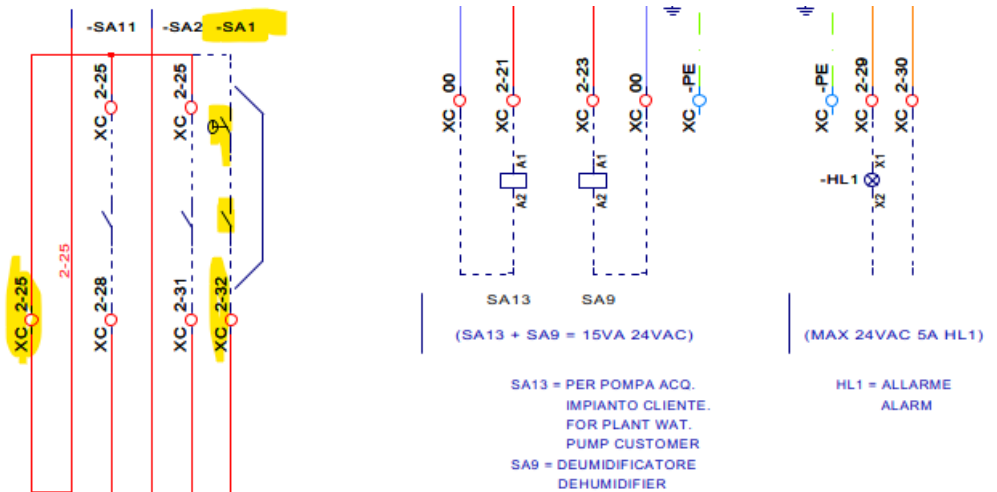 -SA11 -SA2 -SA1
XC 2-25
XC 2-25
2-25
XC 2-25
XC 2-28
XC 2-31
XC 2-32
XC 00
XC 2-21
XC 2-23
XC 00
XC -PE
XC -PE
XC 2-29
XC 2-30
A1
A2
A1
A2
-HL1
X1
X2
SA13 SA9
(SA13 + SA9 = 15VA 24VAC)
(MAX 24VAC 5A HL1)
SA13 = PER POMPA ACQ.
IMPIANTO CLIENTE.
FOR PLANT WAT.
PUMP CUSTOMER
SA9 = DEUMIDIFICATORE
DEHUMIDIFIER
HL1 = ALLARME
ALARM